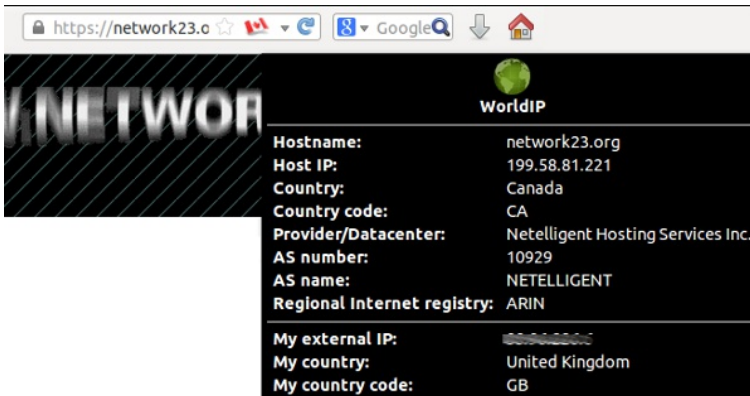 https://network23.o
Google
NETWOR
WorldIP
Hostname: network23.org
Host IP: 199.58.81.221
Country: Canada
Country code: CA
Provider/Datacenter: Netelligent Hosting Services Inc.
AS number: 10929
AS name: NETELLIGENT
Regional Internet registry: ARIN
My external IP:
My country: United Kingdom
My country code: GB